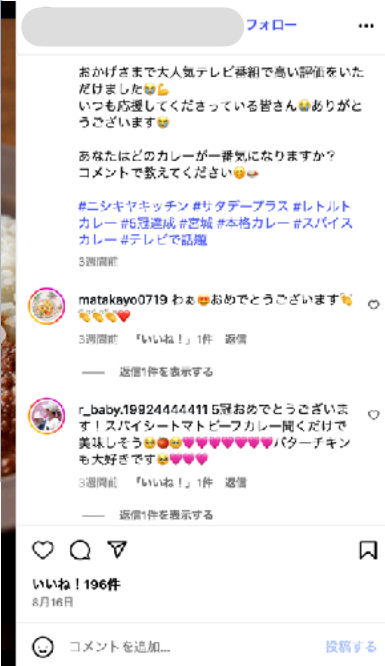 フォロー
おかげさまで大人気テレビ番組で高い評価をいた
だけました😭💪
いつも応援してくださっている皆さん😭ありがと
うございます😭
あなたはどのカレーが一番気になりますか？
コメントで教えてください😊🍛
#ニシキヤキッチン #サタデープラス #レトルト
カレー #5冠達成 #宮城 #本格カレー #スパイス
カレー #テレビで話題
3週間前
matakayo0719 わぁ😍おめでとうございます👏
👏👏👏❤️
3週間前 「いいね！」1件 返信
返信1件を表示する
r_baby.19924444411 5冠おめでとうございま
す！スパイシートマトビーフカレー聞くだけで
美味しそう🥹🍅🥹💗💗💗💗💗💗💗バターチキン
も大好きです🥹💗💗💗
3週間前 「いいね！」1件 返信
返信1件を表示する
いいね！196件
8月16日
コメントを追加...
投稿する